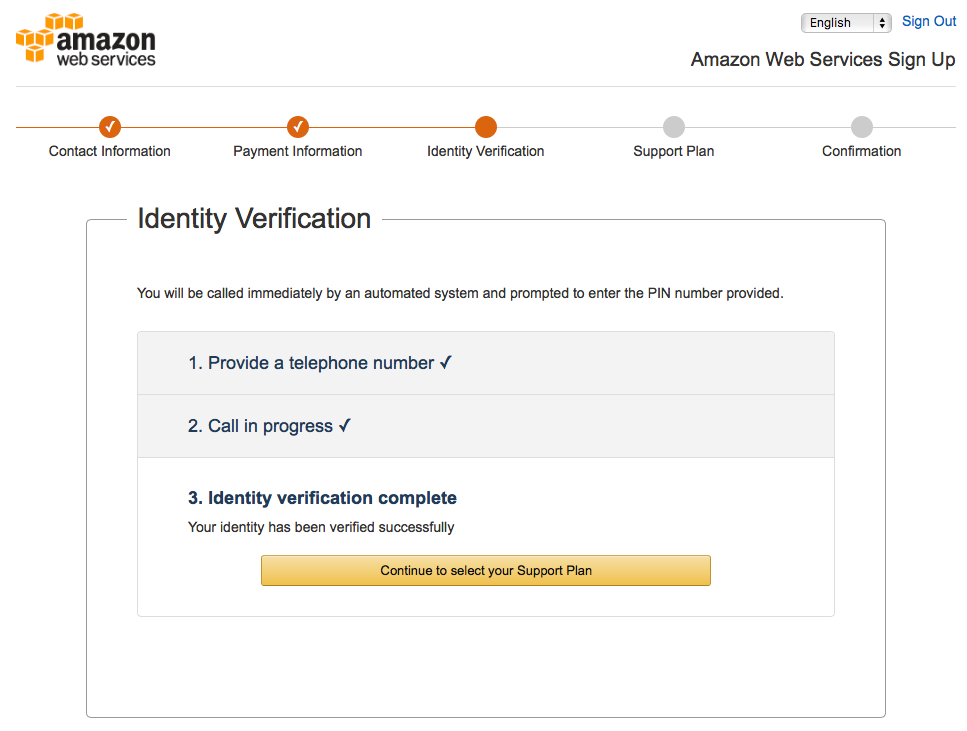 amazon
web services
English
Sign Out
Amazon Web Services Sign Up
Contact Information
Payment Information
Identity Verification
Support Plan
Confirmation
Identity Verification
You will be called immediately by an automated system and prompted to enter the PIN number provided.
1. Provide a telephone number ✓
2. Call in progress ✓
3. Identity verification complete
Your identity has been verified successfully
Continue to select your Support Plan